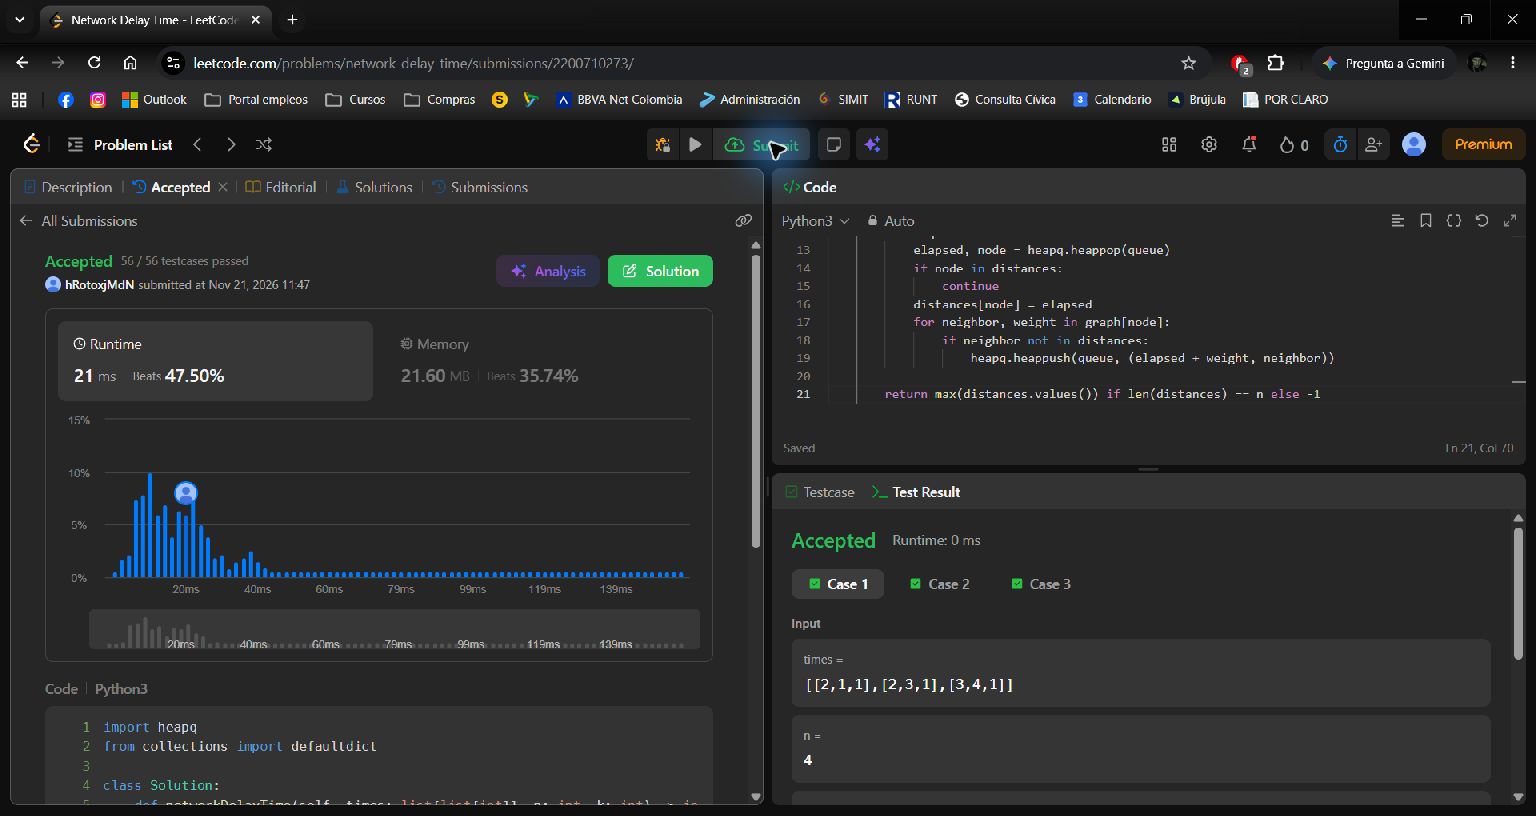 Network Delay Time - LeetCode
leetcode.com/problems/network-delay-time/submissions/2200710273/
2
Pregunta a Gemini
Outlook
Portal empleos
Cursos
Compras
BBVA Net Colombia
Administración
SIMIT
RUNT
Consulta Cívica
Calendario
Brújula
POR CLARO
Problem List
Submit
0
Premium
Description
Accepted
Editorial
Solutions
Submissions
All Submissions
Accepted 56 / 56 testcases passed
hRotoxjMdN submitted at Nov 21, 2026 11:47
Analysis
Solution
Runtime
21 ms Beats 47.50%
Memory
21.60 MB Beats 35.74%
15%
10%
5%
0%
20ms 40ms 60ms 79ms 99ms 119ms 139ms
20ms 40ms 60ms 79ms 99ms 119ms 139ms
Code Python3
1 import heapq
2 from collections import defaultdict
3
4 class Solution:
Code
Python3 Auto
13 elapsed, node = heapq.heappop(queue)
14 if node in distances:
15 continue
16 distances[node] = elapsed
17 for neighbor, weight in graph[node]:
18 if neighbor not in distances:
19 heapq.heappush(queue, (elapsed + weight, neighbor))
20
21 return max(distances.values()) if len(distances) == n else -1
Saved
Ln 21, Col 70
Testcase
Test Result
Accepted Runtime: 0 ms
Case 1 Case 2 Case 3
Input
times =
[[2,1,1],[2,3,1],[3,4,1]]
n =
4